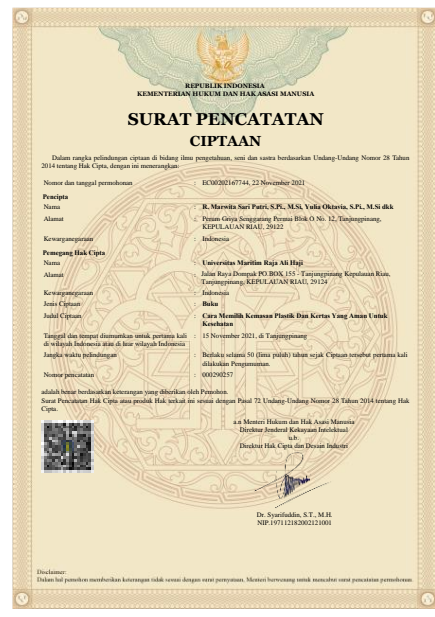 REPUBLIK INDONESIA
KEMENTERIAN HUKUM DAN HAK ASASI MANUSIA
SURAT PENCATATAN
CIPTAAN
Dalam rangka pelindungan ciptaan di bidang ilmu pengetahuan, seni dan sastra berdasarkan Undang-Undang Nomor 28 Tahun
2014 tentang Hak Cipta, dengan ini menerangkan:
Nomor dan tanggal permohonan : EC00202167744, 22 November 2021
Pencipta
Nama : R. Marwita Sari Putri, S.Pi., M.Si, Yulia Oktavia, S.Pi., M.Si dkk
Alamat : Perum Griya Senggarang Permai Blok O No. 12, Tanjungpinang,
KEPULAUAN RIAU, 29122
Kewarganegaraan : Indonesia
Pemegang Hak Cipta
Nama : Universitas Maritim Raja Ali Haji
Alamat : Jalan Raya Dompak PO.BOX 155 - Tanjungpinang Kepulauan Riau,
Tanjungpinang, KEPULAUAN RIAU, 29124
Kewarganegaraan : Indonesia
Jenis Ciptaan : Buku
Judul Ciptaan : Cara Memilih Kemasan Plastik Dan Kertas Yang Aman Untuk
Kesehatan
Tanggal dan tempat diumumkan untuk pertama kali : 15 November 2021, di Tanjungpinang
di wilayah Indonesia atau di luar wilayah Indonesia
Jangka waktu pelindungan : Berlaku selama 50 (lima puluh) tahun sejak Ciptaan tersebut pertama kali
dilakukan Pengumuman.
Nomor pencatatan : 000290257
adalah benar berdasarkan keterangan yang diberikan oleh Pemohon.
Surat Pencatatan Hak Cipta atau produk Hak terkait ini sesuai dengan Pasal 72 Undang-Undang Nomor 28 Tahun 2014 tentang Hak
Cipta.
a.n Menteri Hukum dan Hak Asasi Manusia
Direktur Jenderal Kekayaan Intelektual
u.b.
Direktur Hak Cipta dan Desain Industri
Dr. Syarifuddin, S.T., M.H.
NIP.197112182002121001
Disclaimer:
Dalam hal pemohon memberikan keterangan tidak sesuai dengan surat pernyataan, Menteri berwenang untuk mencabut surat pencatatan permohonan.